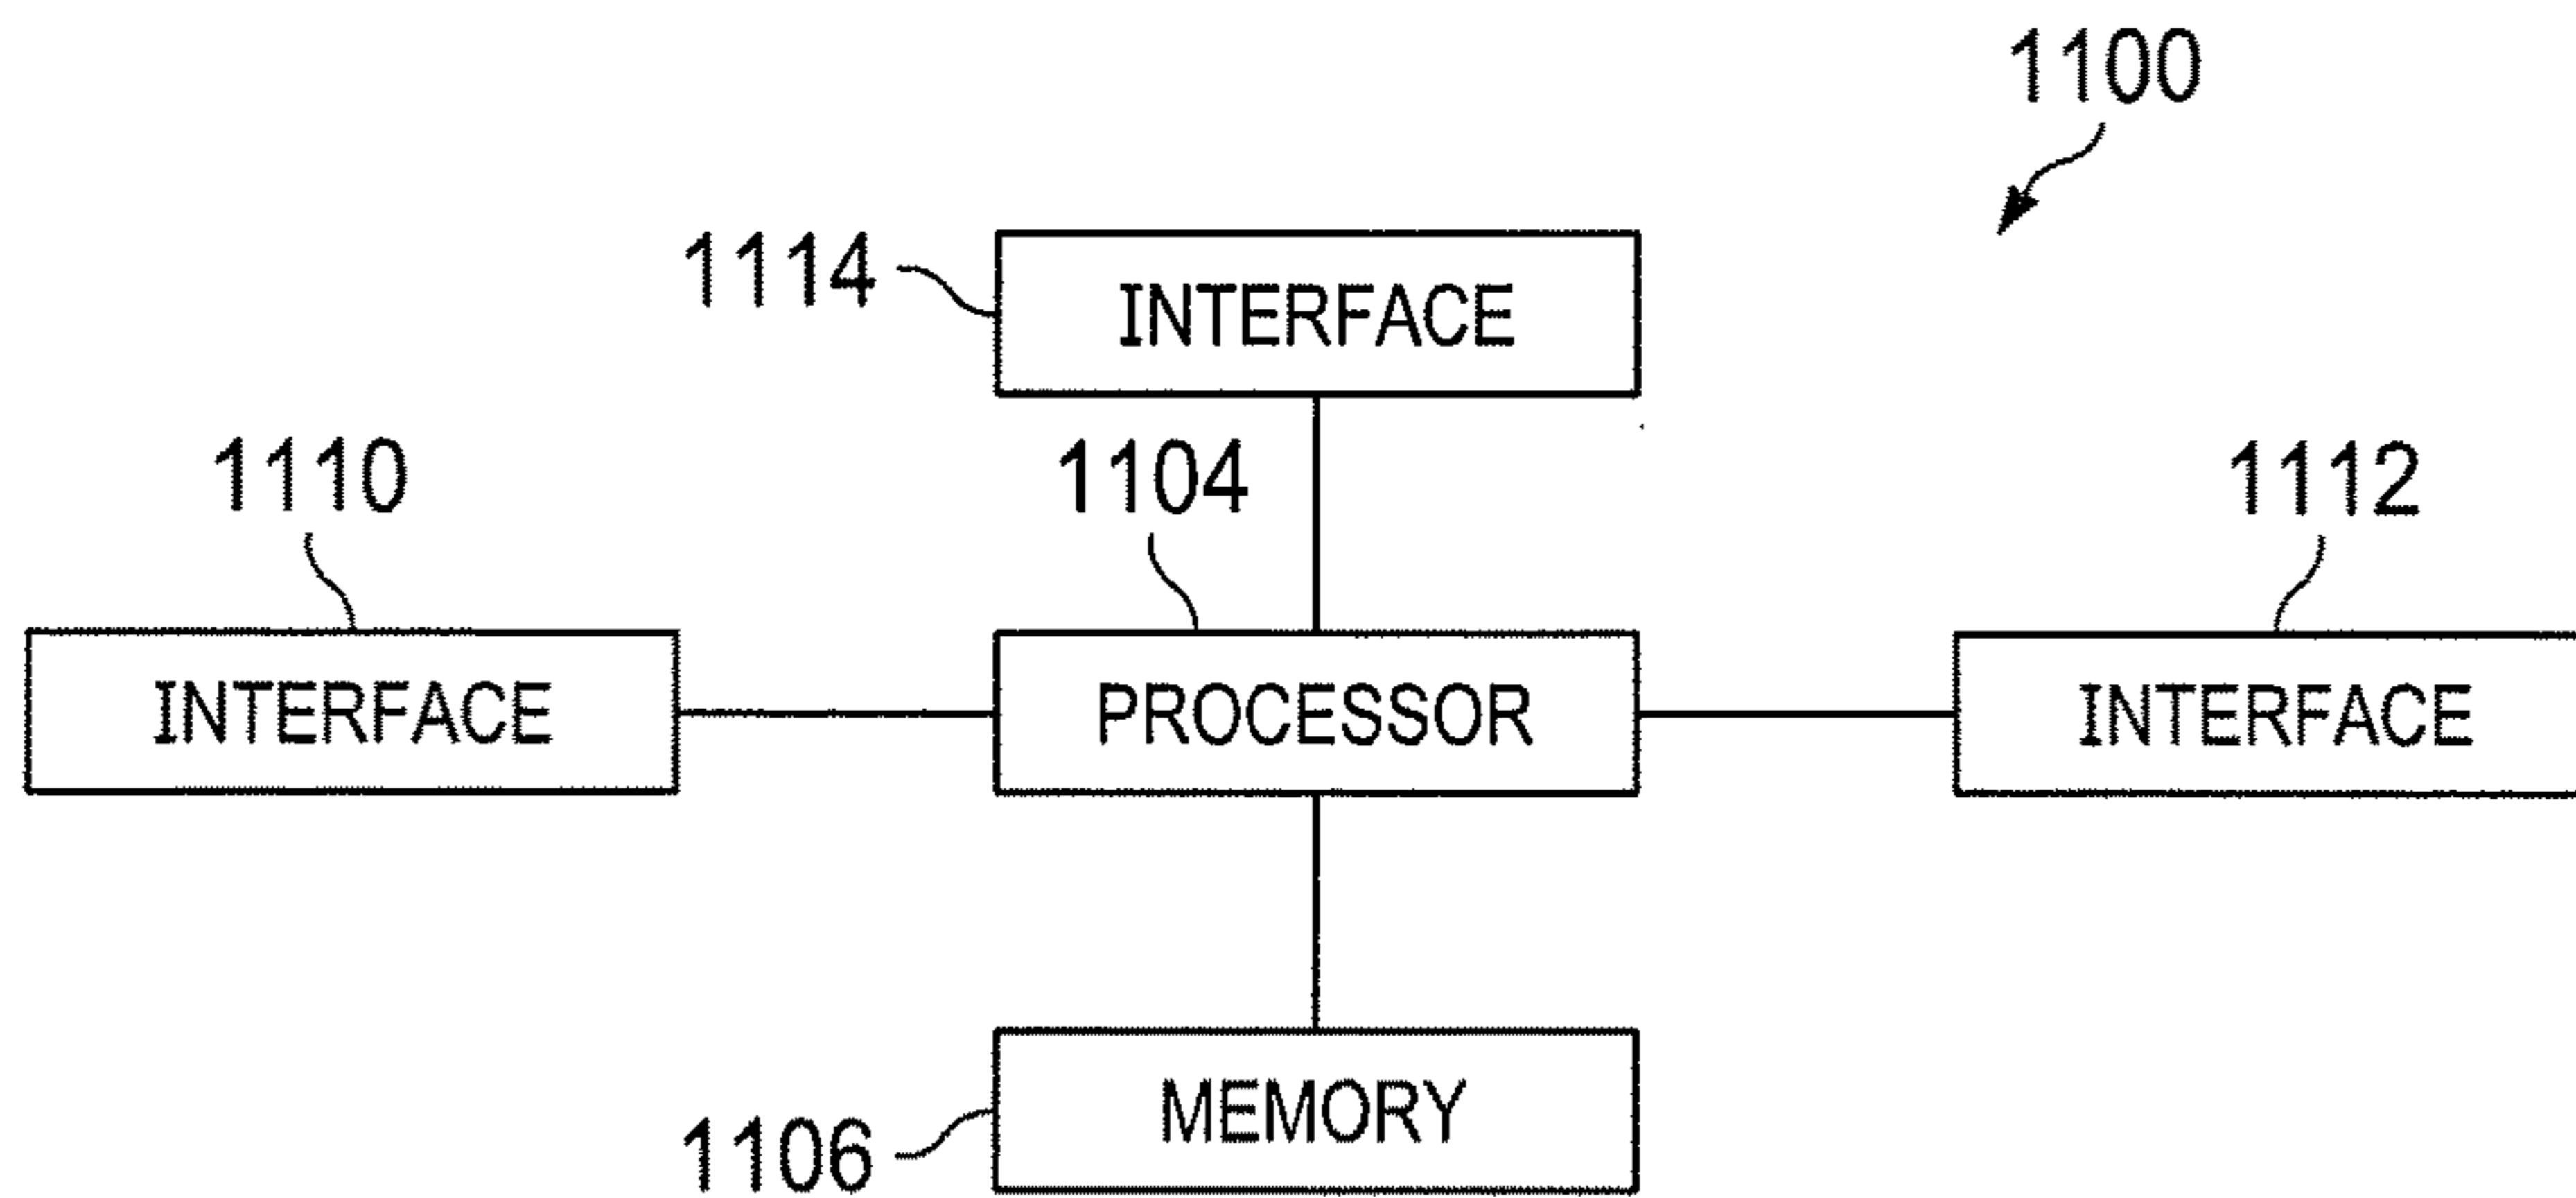 1100
1114
INTERFACE
1110
1104
1112
INTERFACE
PROCESSOR
INTERFACE
MEMORY
1106